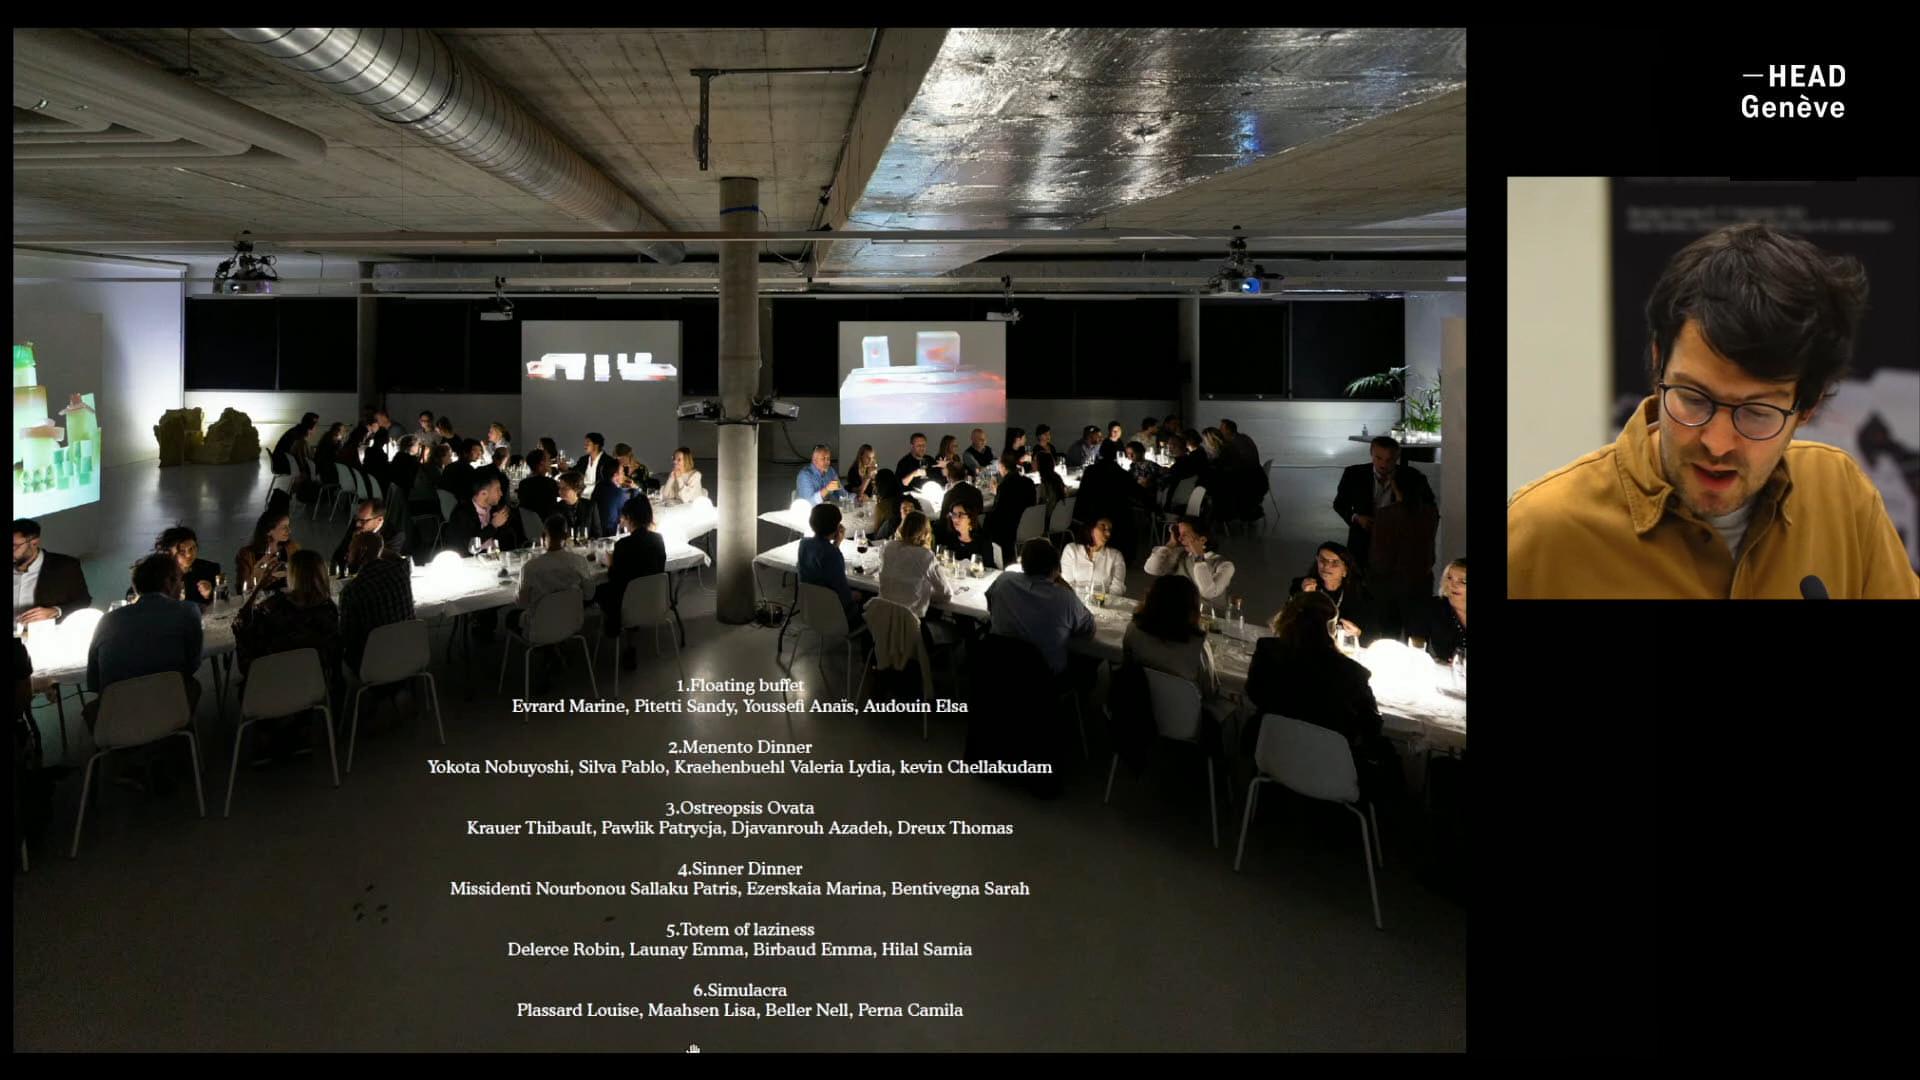 —HEAD
Genève
1.Floating buffet
Evrard Marine, Pitetti Sandy, Youssefi Anaïs, Audouin Elsa
2.Menento Dinner
Yokota Nobuyoshi, Silva Pablo, Kraehenbuehl Valeria Lydia, kevin Chellakudam
3.Ostreopsis Ovata
Krauer Thibault, Pawlik Patrycja, Djavanrouh Azadeh, Dreux Thomas
4.Sinner Dinner
Missidenti Nourbonou Sallaku Patris, Ezerskaia Marina, Bentivegna Sarah
5.Totem of laziness
Delerce Robin, Launay Emma, Birbaud Emma, Hilal Samia
6.Simulacra
Plassard Louise, Maahsen Lisa, Beller Nell, Perna Camila